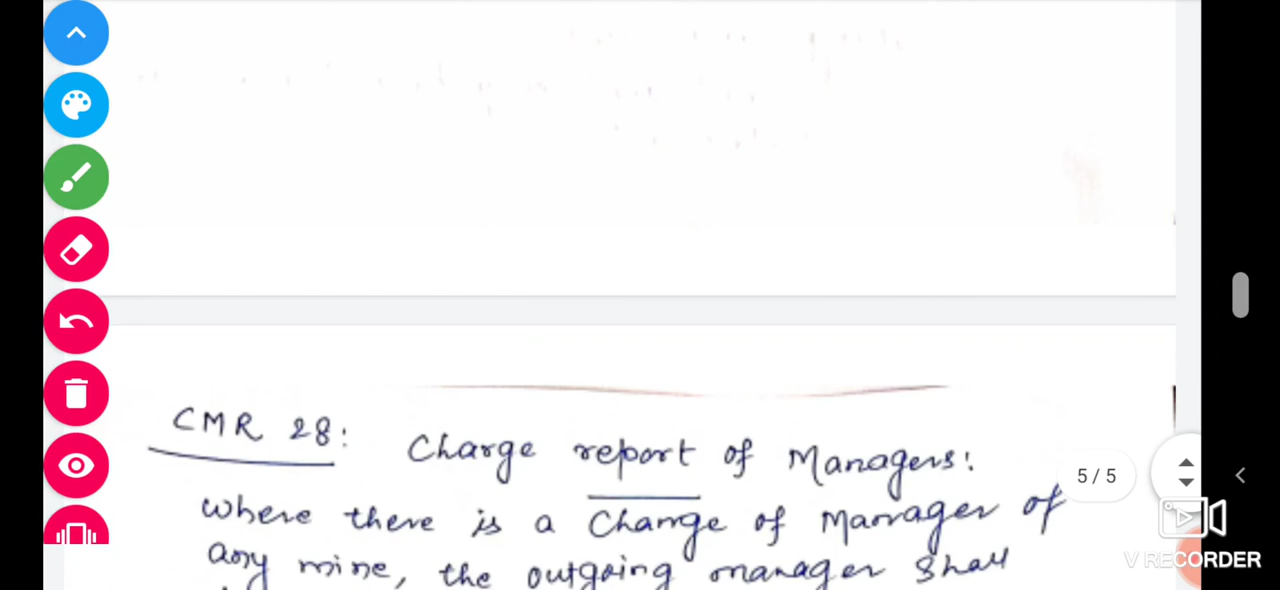 CMR 28: Charge report of Managers:
5 / 5
where there is a Change of Manager of
any mine, the outgoing manager shall
V RECORDER